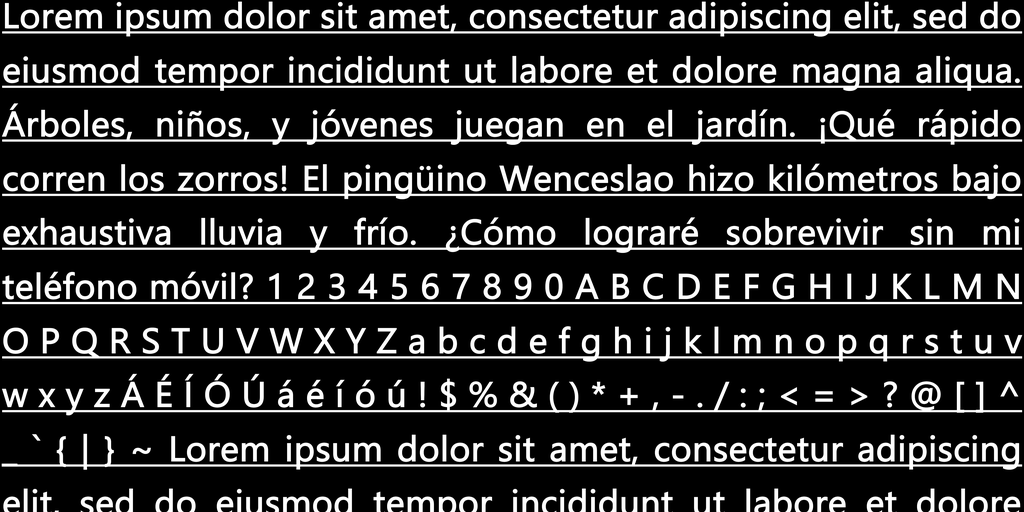 Lorem ipsum dolor sit amet, consectetur adipiscing elit, sed do
eiusmod tempor incididunt ut labore et dolore magna aliqua.
Árboles, niños, y jóvenes juegan en el jardín. ¡Qué rápido
corren los zorros! El pingüino Wenceslao hizo kilómetros bajo
exhaustiva lluvia y frío. ¿Cómo lograré sobrevivir sin mi
teléfono móvil? 1 2 3 4 5 6 7 8 9 0 A B C D E F G H I J K L M N
O P Q R S T U V W X Y Z a b c d e f g h i j k l m n o p q r s t u v
w x y z Á É Í Ó Ú á é í ó ú ! $ % & ( ) * + , - . / : ; < = > ? @ [ ] ^
_ ` { | } ~ Lorem ipsum dolor sit amet, consectetur adipiscing
elit, sed do eiusmod tempor incididunt ut labore et dolore